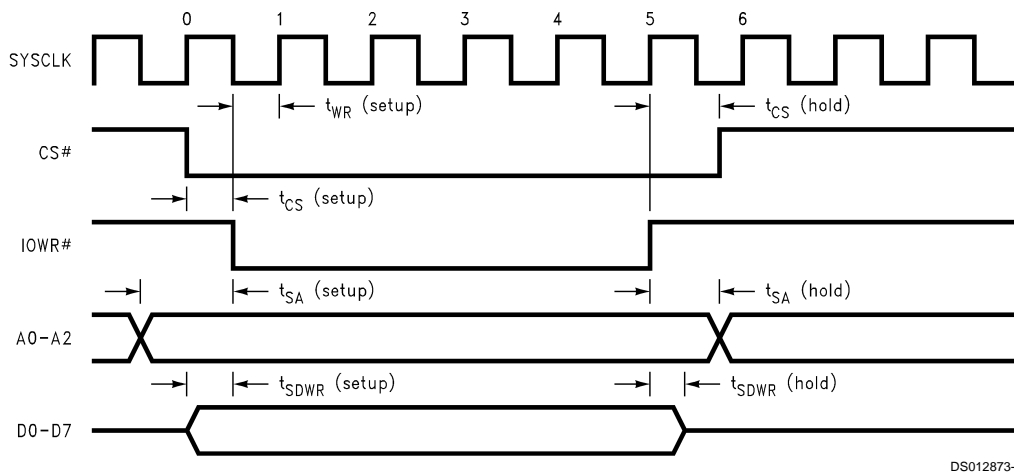 0 1 2 3 4 5 6
SYSCLK
t_WR (setup) t_CS (hold)
CS#
t_CS (setup)
IOWR#
t_SA (setup) t_SA (hold)
A0-A2
t_SDWR (setup) t_SDWR (hold)
D0-D7
DS012873-